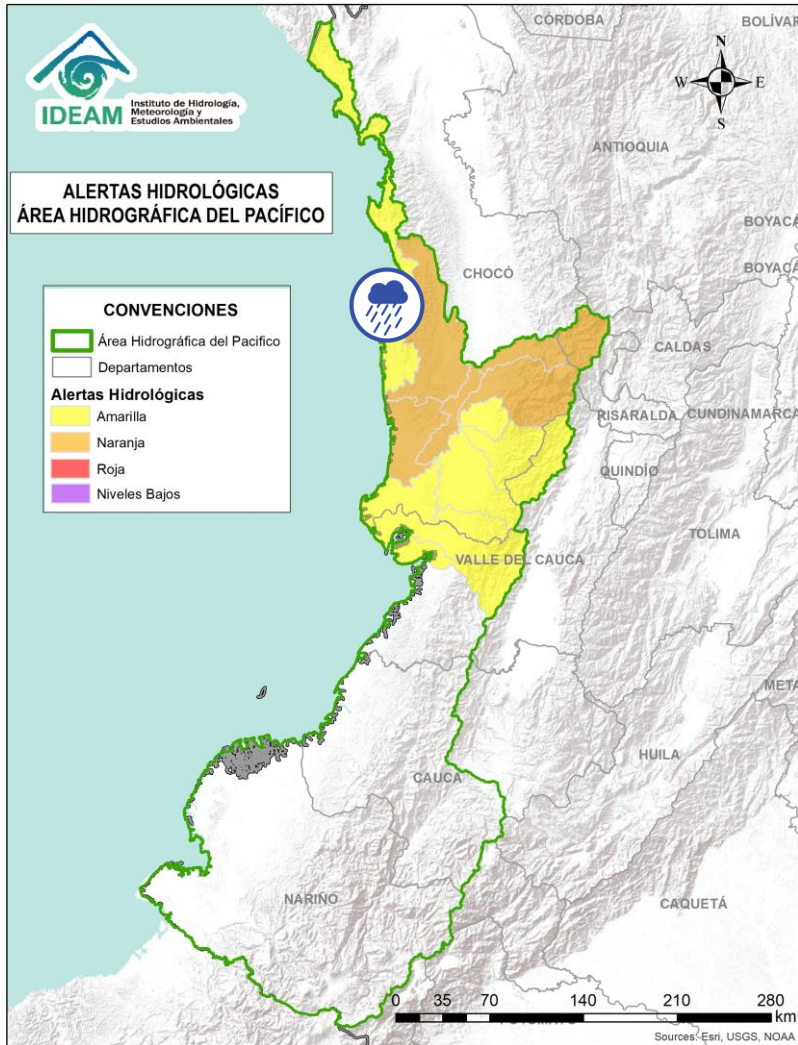 CÓRDOBA
BOLÍVAR
N
W E
S
IDEAM
Instituto de Hidrología,
Meteorología y
Estudios Ambientales
ANTIOQUIA
ALERTAS HIDROLÓGICAS
ÁREA HIDROGRÁFICA DEL PACÍFICO
BOYACÁ
BOYACÁ
CHOCÓ
CONVENCIONES
Área Hidrográfica del Pacifico
Departamentos
Alertas Hidrológicas
Amarilla
Naranja
Roja
Niveles Bajos
CALDAS
RISARALDA
CUNDINAMARCA
QUINDÍO
TOLIMA
VALLE DEL CAUCA
META
HUILA
CAUCA
NARIÑO
CAQUETÁ
0 35 70 140 210 280
km
Sources: Esri, USGS, NOAA